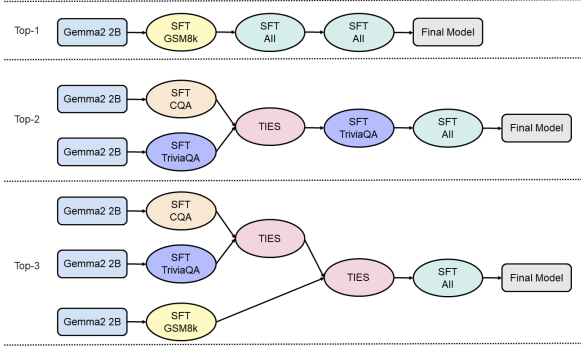 Top-1
Gemma2 2B
SFT
GSM8k
SFT
All
SFT
All
Final Model
Top-2
Gemma2 2B
SFT
CQA
Gemma2 2B
SFT
TriviaQA
TIES
SFT
TriviaQA
SFT
All
Final Model
Top-3
Gemma2 2B
SFT
CQA
Gemma2 2B
SFT
TriviaQA
TIES
Gemma2 2B
SFT
GSM8k
TIES
SFT
All
Final Model